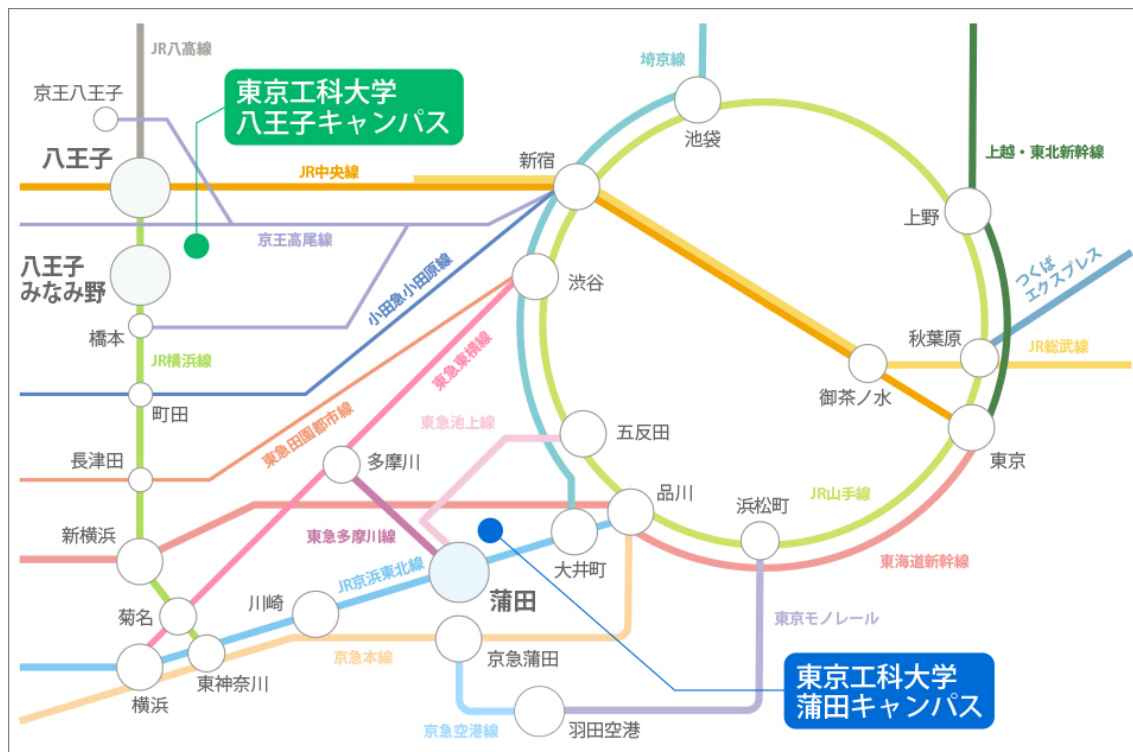 JR八高線
京王八王子
東京工科大学
八王子キャンパス
埼京線
池袋
上越・東北新幹線
八王子
JR中央線
新宿
上野
京王高尾線
八王子
みなみ野
小田急小田原線
渋谷
つくば
エクスプレス
橋本
秋葉原
JR総武線
JR横浜線
東急東横線
御茶ノ水
町田
東急田園都市線
東急池上線
五反田
東京
長津田
多摩川
品川
浜松町
JR山手線
新横浜
東急多摩川線
大井町
東海道新幹線
JR京浜東北線
蒲田
菊名
川崎
東京モノレール
京急本線
京急蒲田
東神奈川
横浜
東京工科大学
蒲田キャンパス
京急空港線
羽田空港